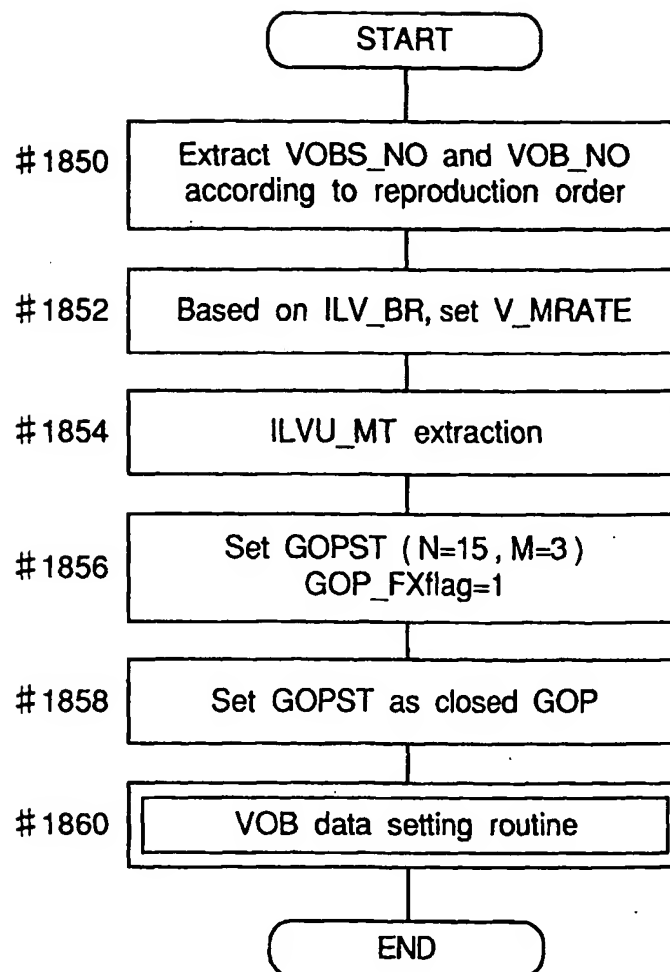 START
#1850
Extract VOBS_NO and VOB_NO
according to reproduction order
#1852
Based on ILV_BR, set V_MRATE
#1854
ILVU_MT extraction
#1856
Set GOPST (N=15, M=3)
GOP_FXflag=1
#1858
Set GOPST as closed GOP
#1860
VOB data setting routine
END